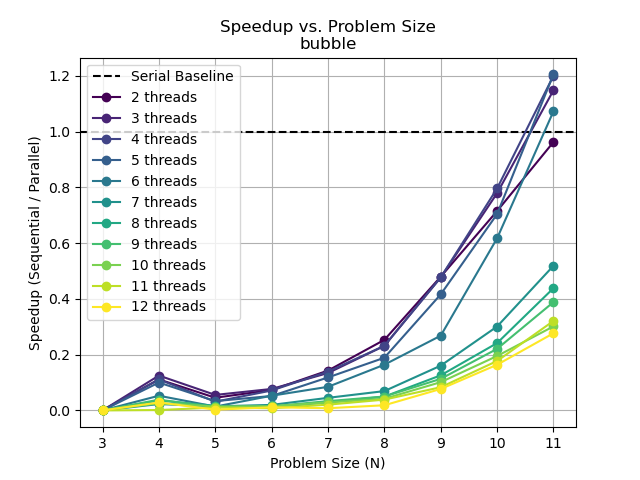 Speedup vs. Problem Size
bubble
Speedup (Sequential / Parallel)
1.2
1.0
0.8
0.6
0.4
0.2
0.0
Serial Baseline
2 threads
3 threads
4 threads
5 threads
6 threads
7 threads
8 threads
9 threads
10 threads
11 threads
12 threads
3 4 5 6 7 8 9 10 11
Problem Size (N)